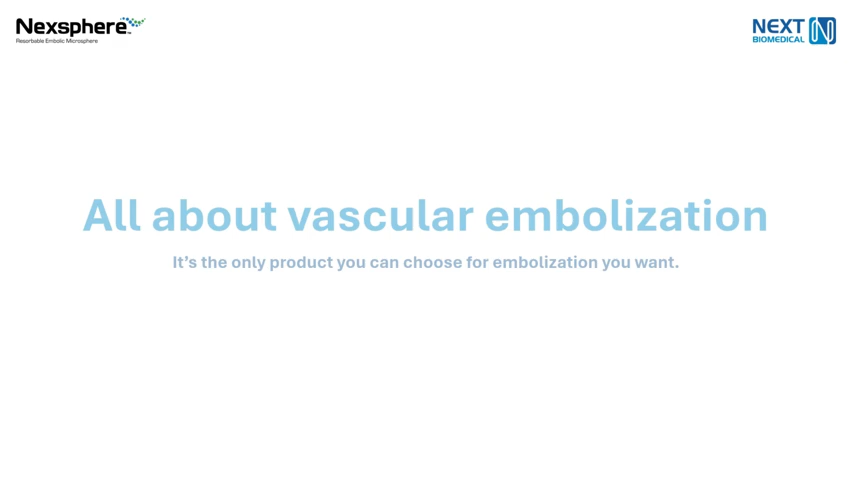 Nexsphere™
Resorbable Embolic Microsphere
NEXT
BIOMEDICAL
All about vascular embolization
It’s the only product you can choose for embolization you want.